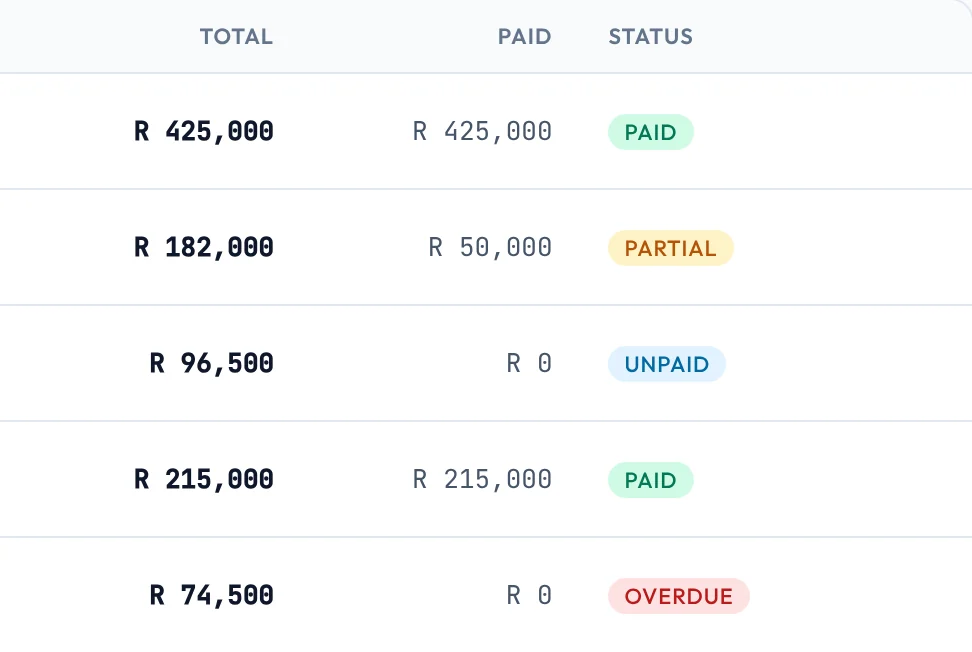 TOTAL PAID STATUS
R 425,000 R 425,000 PAID
R 182,000 R 50,000 PARTIAL
R 96,500 R 0 UNPAID
R 215,000 R 215,000 PAID
R 74,500 R 0 OVERDUE